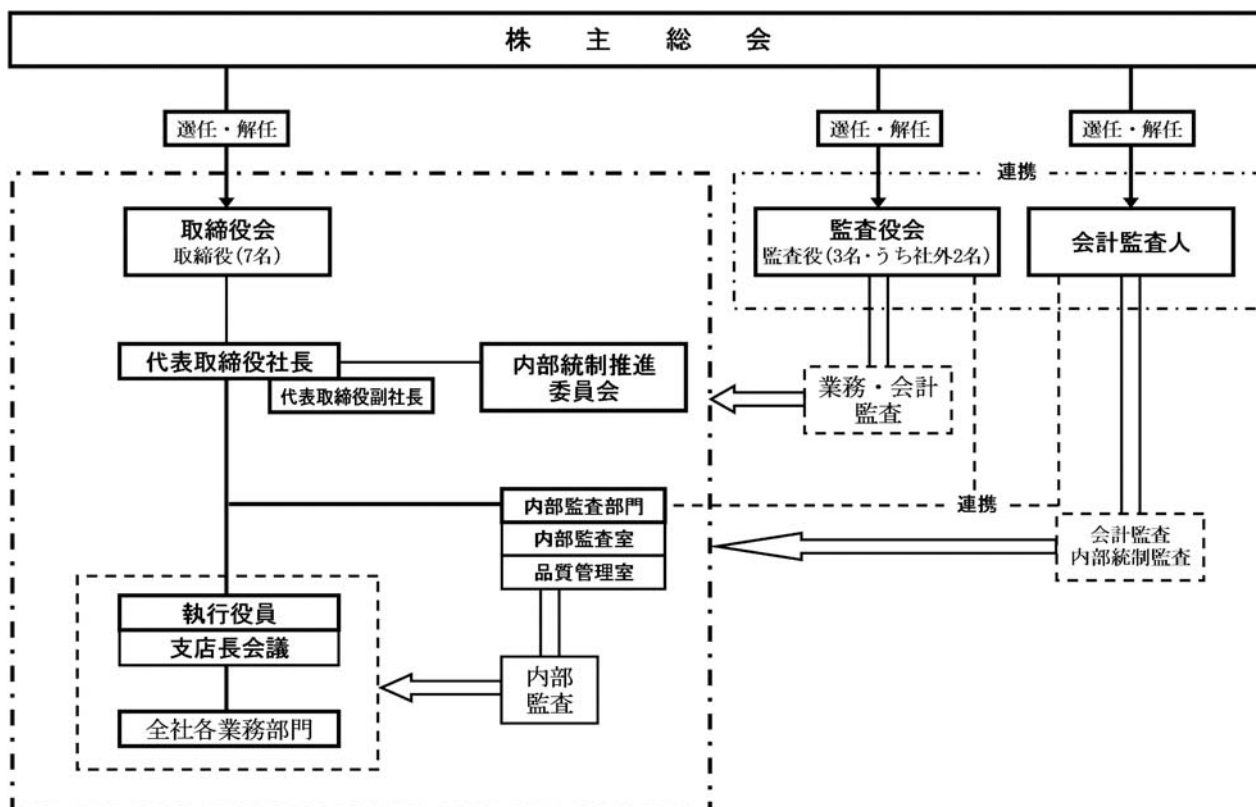 株 主 総 会
選任・解任
選任・解任
選任・解任
連携
取締役会
取締役(7名)
監査役会
監査役(3名・うち社外2名)
会計監査人
代表取締役社長
代表取締役副社長
内部統制推進
委員会
業務・会計
監査
内部監査部門
内部監査室
品質管理室
連携
会計監査
内部統制監査
執行役員
支店長会議
内部
監査
全社各業務部門